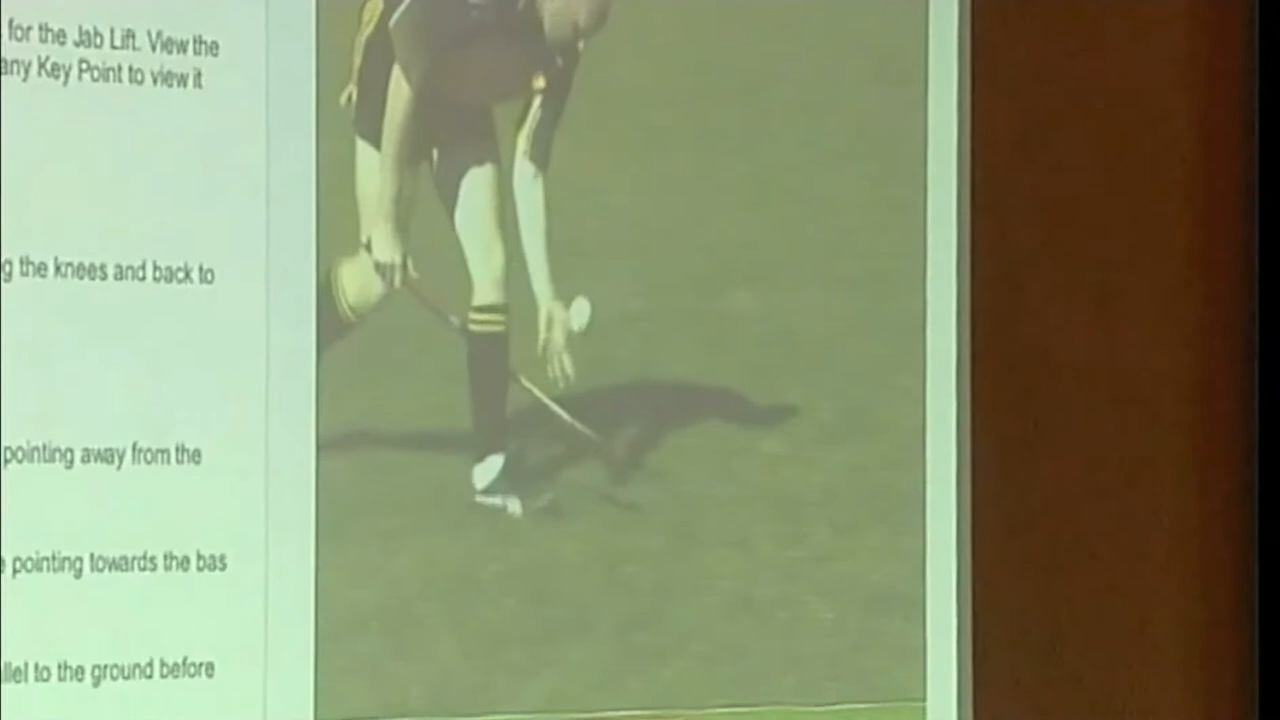 for the Jab Lift. View the
any Key Point to view it
g the knees and back to
pointing away from the
pointing towards the bas
llel to the ground before